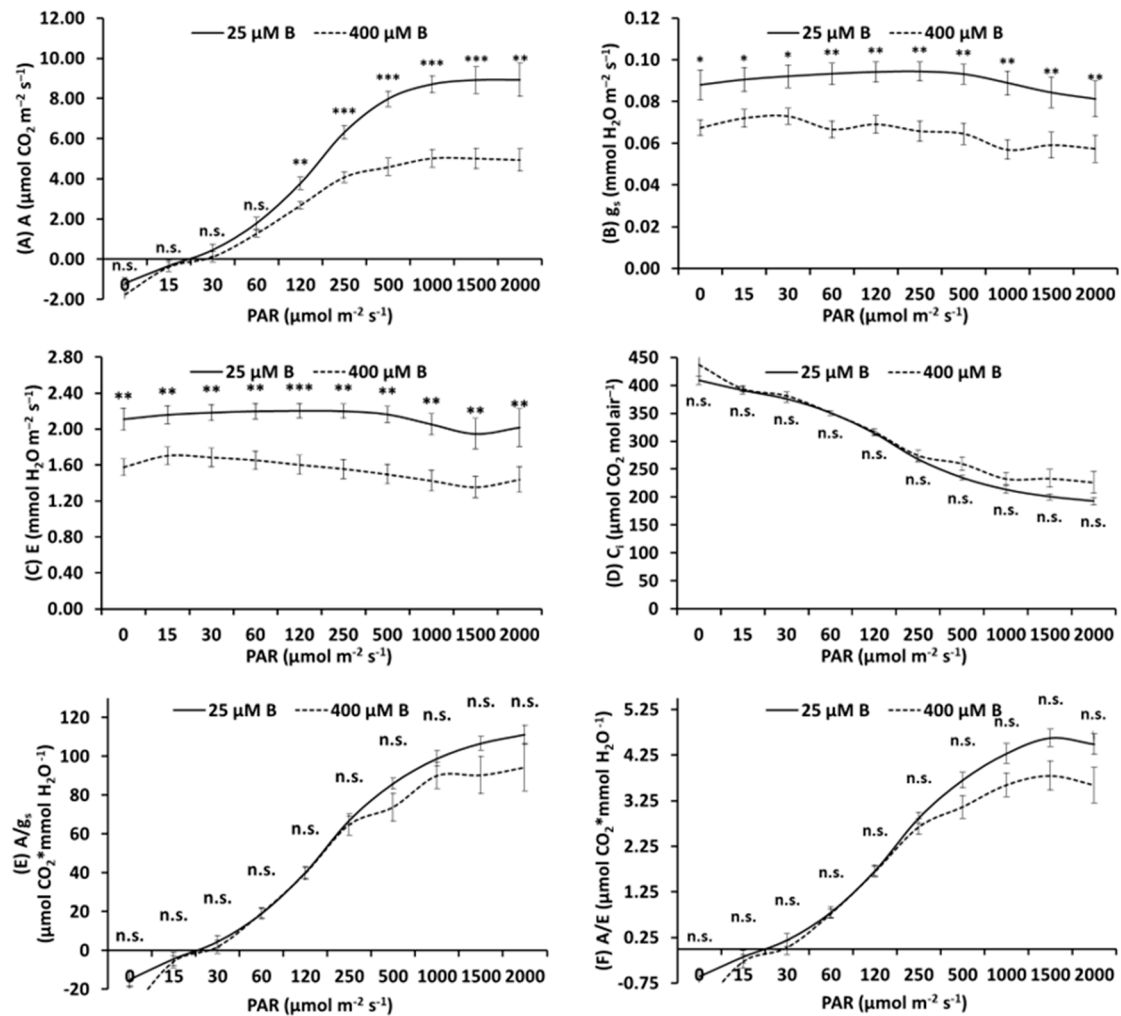 25 µM B 400 µM B
(A) A (µmol CO₂ m⁻² s⁻¹)
12.00
10.00
8.00
6.00
4.00
2.00
0.00
-2.00
n.s. n.s. n.s. n.s. ** *** *** *** *** **
0 15 30 60 120 250 500 1000 1500 2000
PAR (µmol m⁻² s⁻¹)
25 µM B 400 µM B
(B) gₛ (mmol H₂O m⁻² s⁻¹)
0.12
0.10
0.08
0.06
0.04
0.02
0.00
* * * ** ** ** ** ** ** **
0 15 30 60 120 250 500 1000 1500 2000
PAR (µmol m⁻² s⁻¹)
25 µM B 400 µM B
(C) E (mmol H₂O m⁻² s⁻¹)
2.80
2.40
2.00
1.60
1.20
0.80
0.40
0.00
** ** ** ** *** ** ** ** ** **
0 15 30 60 120 250 500 1000 1500 2000
PAR (µmol m⁻² s⁻¹)
25 µM B 400 µM B
(D) Cᵢ (µmol CO₂ mol air⁻¹)
450
400
350
300
250
200
150
100
50
0
n.s. n.s. n.s. n.s. n.s. n.s. n.s. n.s. n.s. n.s.
0 15 30 60 120 250 500 1000 1500 2000
PAR (µmol m⁻² s⁻¹)
25 µM B 400 µM B
(E) A/gₛ
(µmol CO₂*mmol H₂O⁻¹)
120
100
80
60
40
20
0
-20
n.s. n.s. n.s. n.s. n.s. n.s. n.s. n.s. n.s. n.s.
0 15 30 60 120 250 500 1000 1500 2000
PAR (µmol m⁻² s⁻¹)
25 µM B 400 µM B
(F) A/E (µmol CO₂*mmol H₂O⁻¹)
5.25
4.25
3.25
2.25
1.25
0.25
-0.75
n.s. n.s. n.s. n.s. n.s. n.s. n.s. n.s. n.s. n.s.
0 15 30 60 120 250 500 1000 1500 2000
PAR (µmol m⁻² s⁻¹)